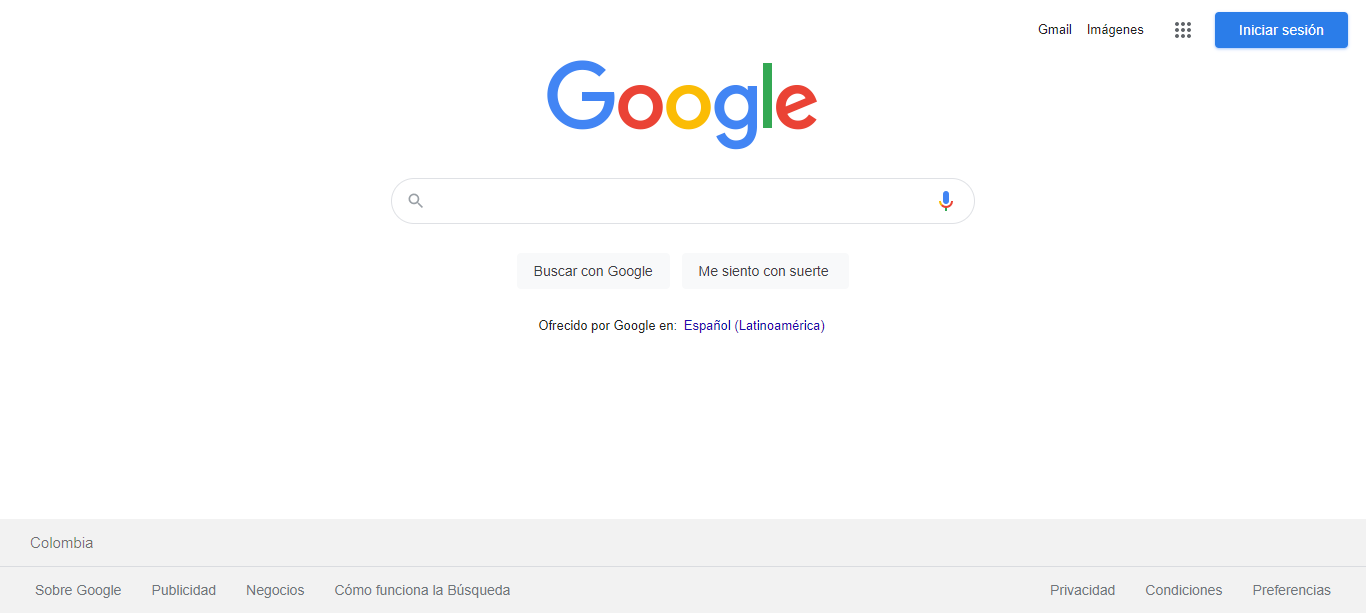 Gmail Imágenes Iniciar sesión
Google
Buscar con Google Me siento con suerte
Ofrecido por Google en: Español (Latinoamérica)
Colombia
Sobre Google Publicidad Negocios Cómo funciona la Búsqueda Privacidad Condiciones Preferencias